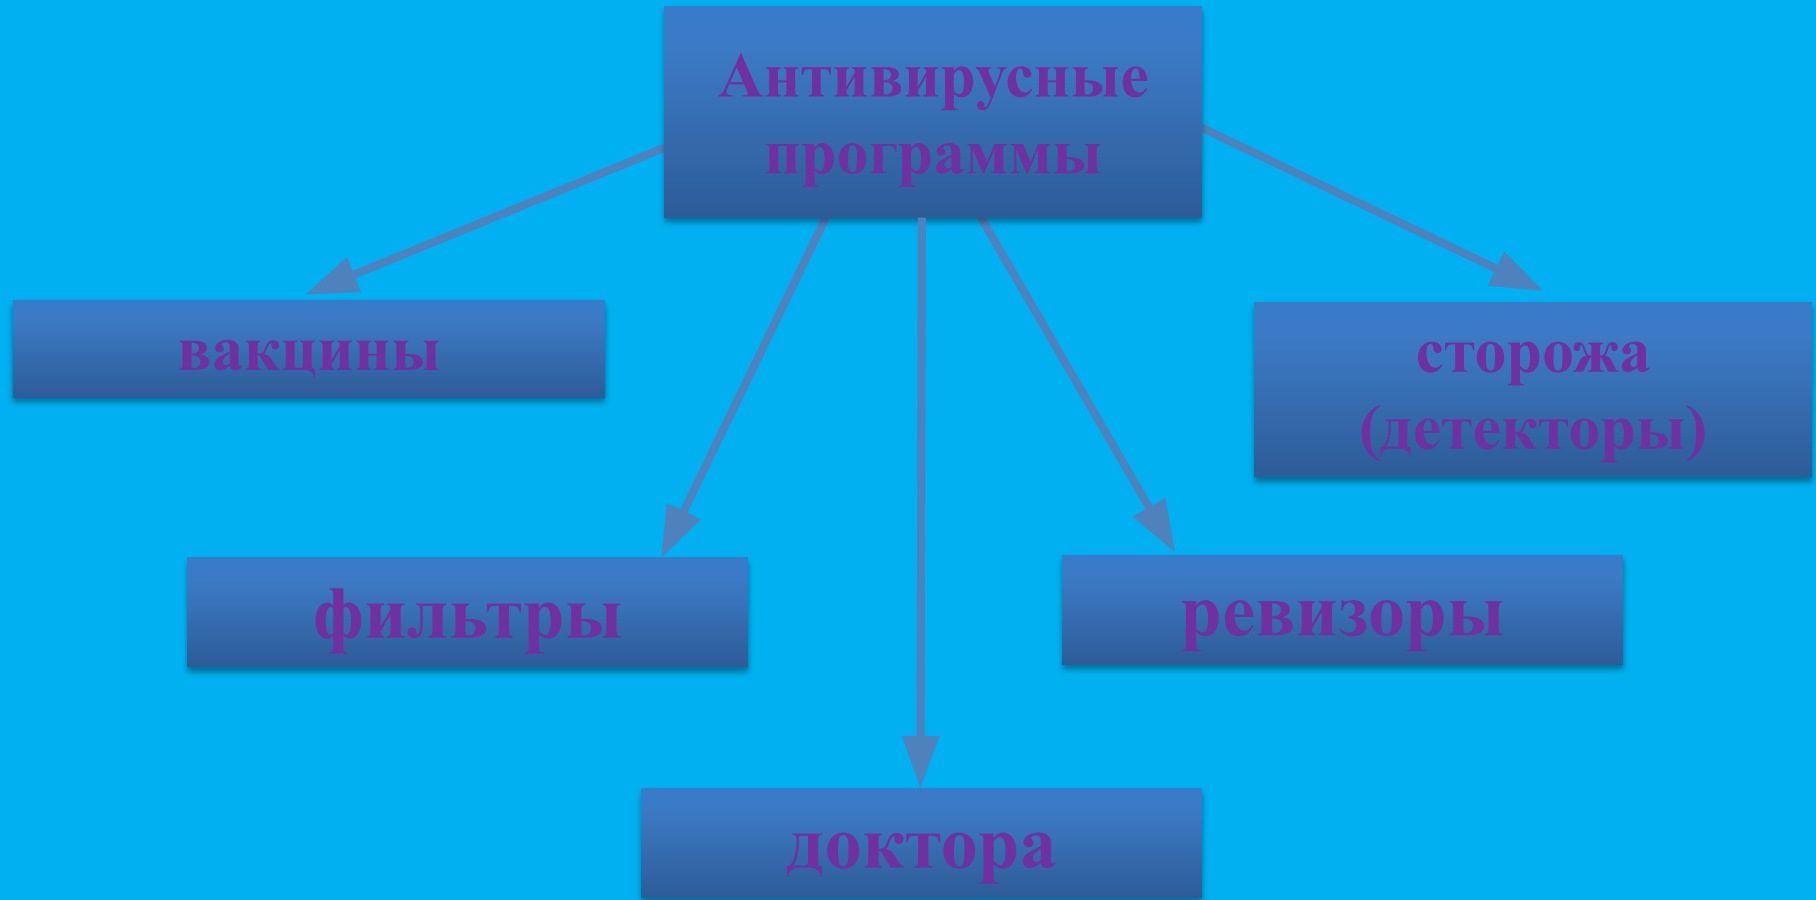 Антивирусные
программы
вакцины
сторожа
(детекторы)
фильтры
ревизоры
доктора